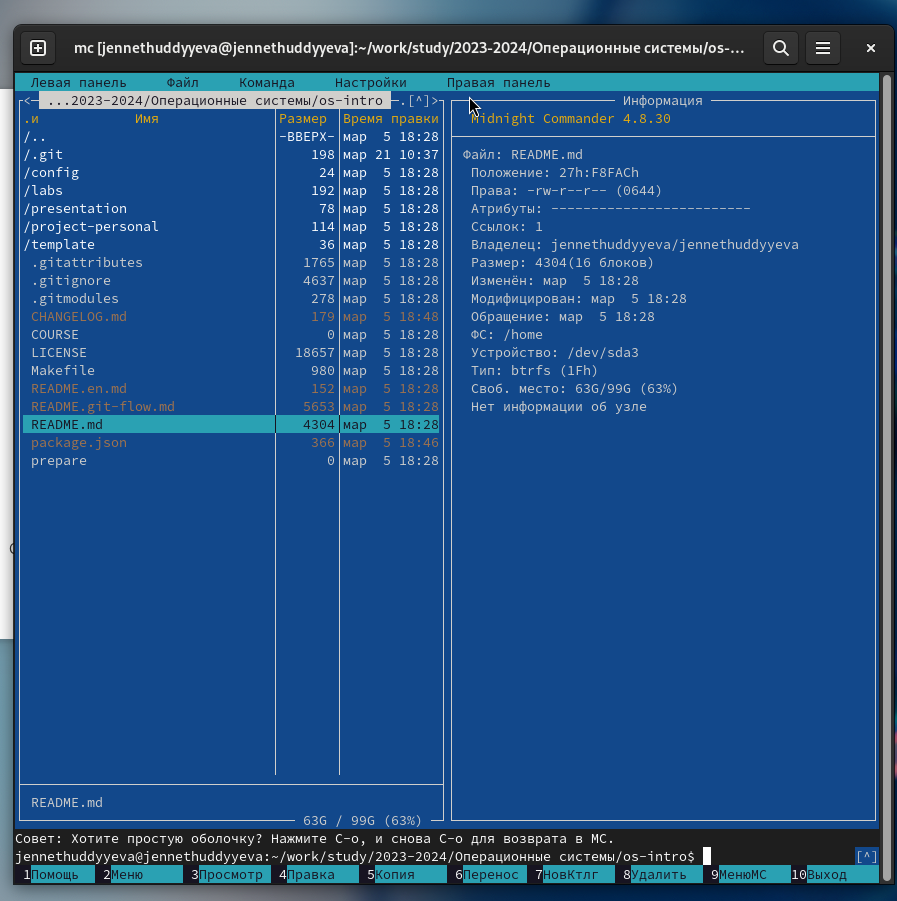 mc [jennethuddyyeva@jennethuddyyeva]:~/work/study/2023-2024/Операционные системы/os-...
Левая панель Файл Команда Настройки Правая панель
<- ...2023-2024/Операционные системы/os-intro -.[^]>
.и Имя Размер Время правки
/.. -ВВЕРХ- мар 5 18:28
/.git 198 мар 21 10:37
/config 24 мар 5 18:28
/labs 192 мар 5 18:28
/presentation 78 мар 5 18:28
/project-personal 114 мар 5 18:28
/template 36 мар 5 18:28
.gitattributes 1765 мар 5 18:28
.gitignore 4637 мар 5 18:28
.gitmodules 278 мар 5 18:28
CHANGELOG.md 179 мар 5 18:48
COURSE 0 мар 5 18:28
LICENSE 18657 мар 5 18:28
Makefile 980 мар 5 18:28
README.en.md 152 мар 5 18:28
README.git-flow.md 5653 мар 5 18:28
README.md 4304 мар 5 18:28
package.json 366 мар 5 18:46
prepare 0 мар 5 18:28
README.md
63G / 99G (63%)
Информация
Midnight Commander 4.8.30
Файл: README.md
Положение: 27h:F8FACh
Права: -rw-r--r-- (0644)
Атрибуты: -------------------------
Ссылок: 1
Владелец: jennethuddyyeva/jennethuddyyeva
Размер: 4304(16 блоков)
Изменён: мар 5 18:28
Модифицирован: мар 5 18:28
Обращение: мар 5 18:28
ФС: /home
Устройство: /dev/sda3
Тип: btrfs (1Fh)
Своб. место: 63G/99G (63%)
Нет информации об узле
Совет: Хотите простую оболочку? Нажмите C-o, и снова C-o для возврата в MC.
jennethuddyyeva@jennethuddyyeva:~/work/study/2023-2024/Операционные системы/os-intro$ [^]
1Помощь 2Меню 3Просмотр 4Правка 5Копия 6Перенос 7НовКтлг 8Удалить 9МенюМС 10Выход